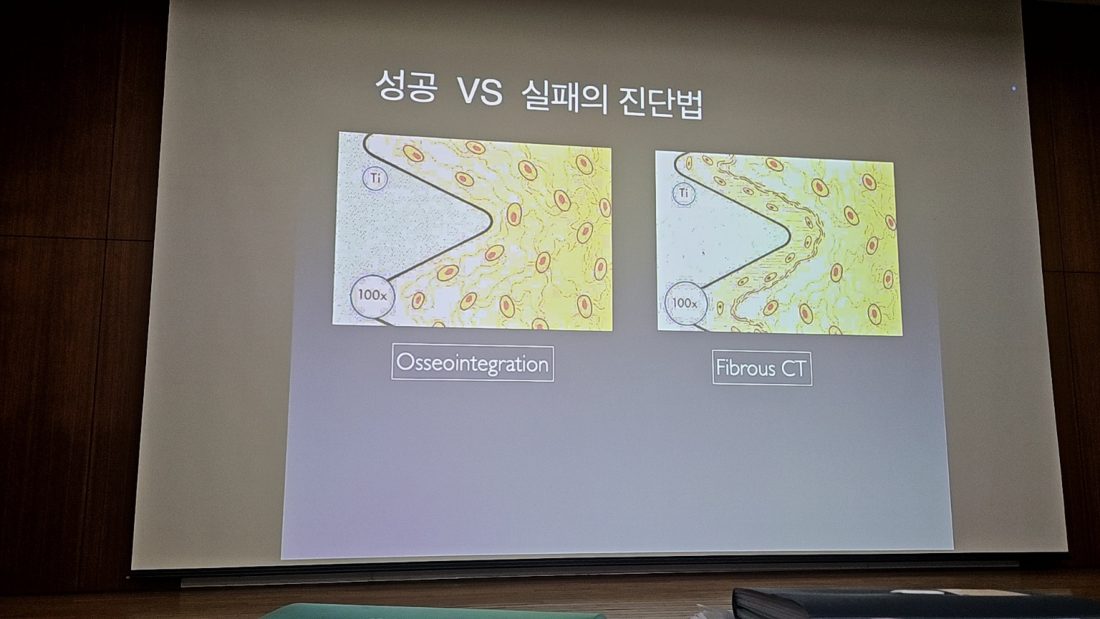 성공 VS 실패의 진단법
Ti
100x
Ti
100x
Osseointegration
Fibrous CT